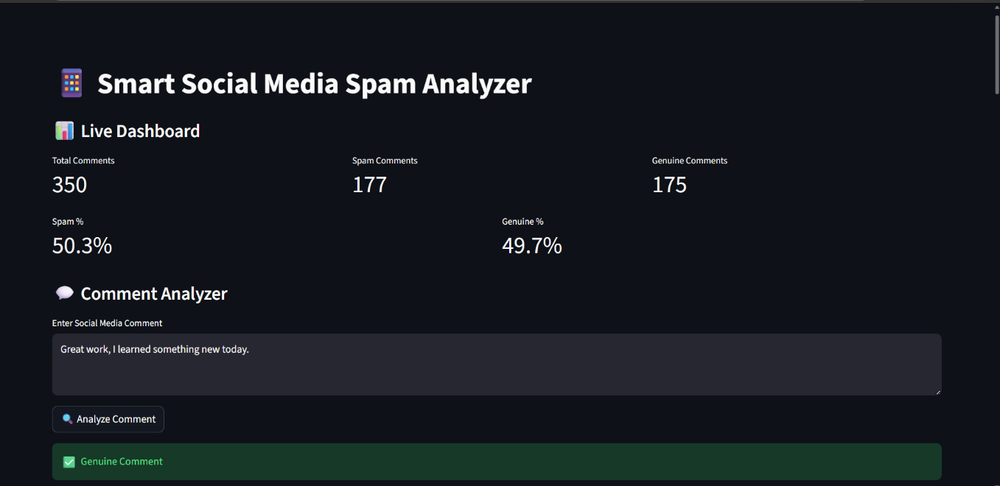 Smart Social Media Spam Analyzer
Live Dashboard
Total Comments
Spam Comments
Genuine Comments
350
177
175
Spam %
Genuine %
50.3%
49.7%
Comment Analyzer
Enter Social Media Comment
Great work, I learned something new today.
Analyze Comment
Genuine Comment